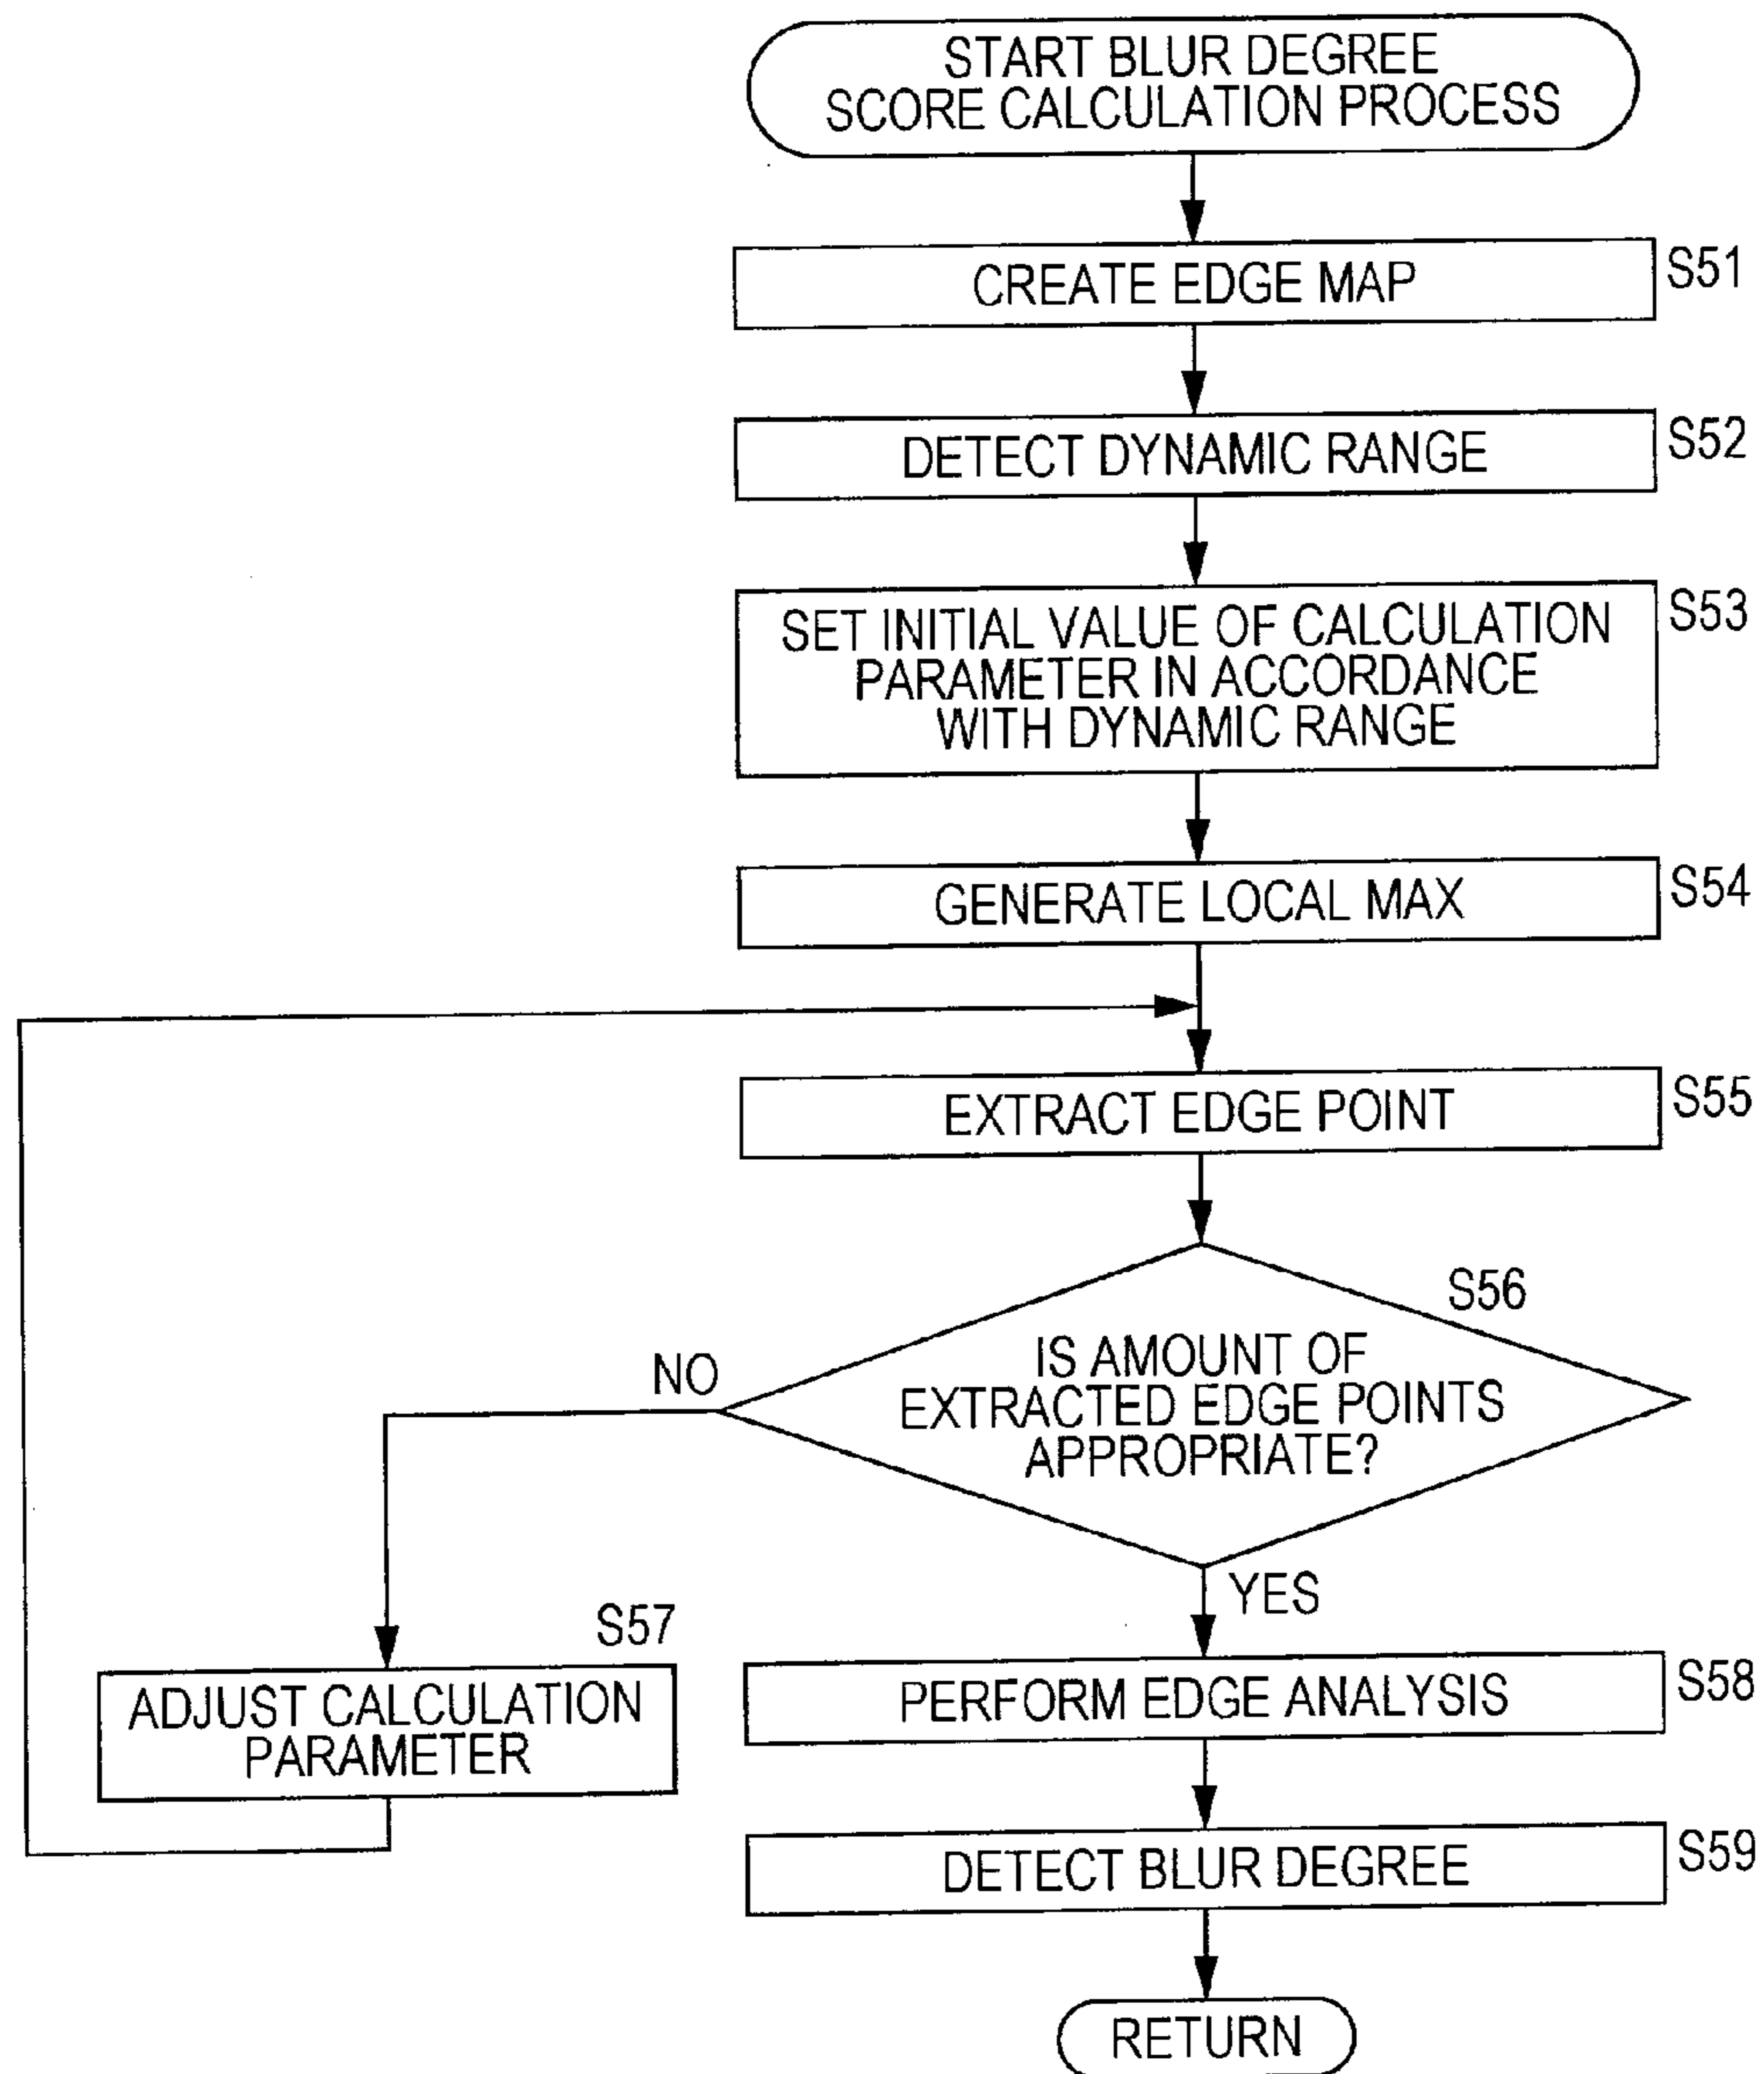 START BLUR DEGREE
SCORE CALCULATION PROCESS
CREATE EDGE MAP
S51
DETECT DYNAMIC RANGE
S52
SET INITIAL VALUE OF CALCULATION
PARAMETER IN ACCORDANCE
WITH DYNAMIC RANGE
S53
GENERATE LOCAL MAX
S54
EXTRACT EDGE POINT
S55
S56
IS AMOUNT OF
EXTRACTED EDGE POINTS
APPROPRIATE?
NO
YES
S57
ADJUST CALCULATION
PARAMETER
PERFORM EDGE ANALYSIS
S58
DETECT BLUR DEGREE
S59
RETURN